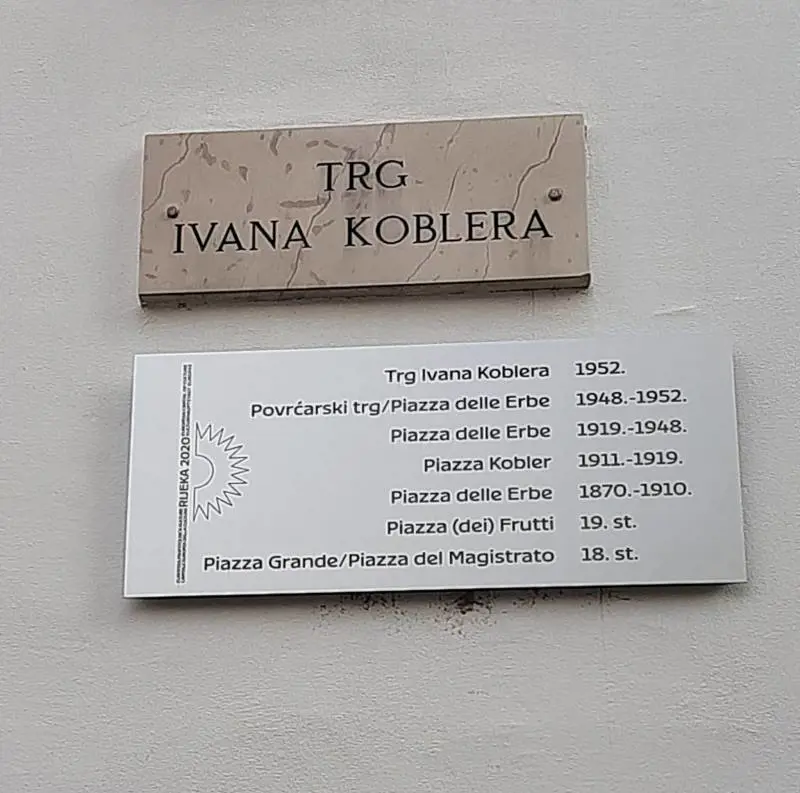 TRG
IVANA KOBLERA
Trg Ivana Koblera 1952.
Povrćarski trg/Piazza delle Erbe 1948.-1952.
Piazza delle Erbe 1919.-1948.
Piazza Kobler 1911.-1919.
Piazza delle Erbe 1870.-1910.
Piazza (dei) Frutti 19. st.
Piazza Grande/Piazza del Magistrato 18. st.
RIJEKA 2020